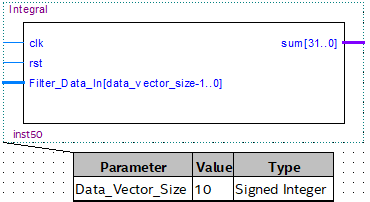 Integral
clk
sum[31..0]
rst
Filter_Data_In[data_vector_size-1..0]
inst50
Parameter Value Type
Data_Vector_Size 10 Signed Integer